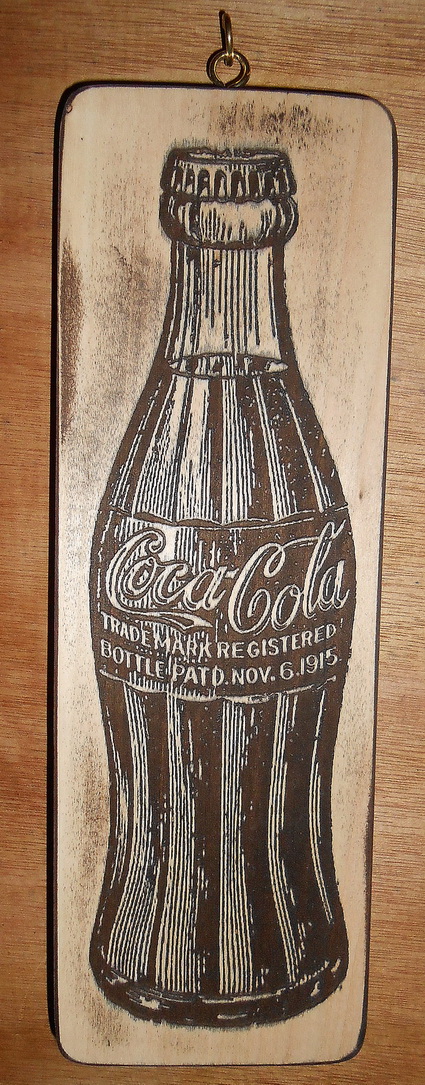 Coca-Cola
TRADE MARK REGISTERED
BOTTLE PAT'D. NOV. 6.1915